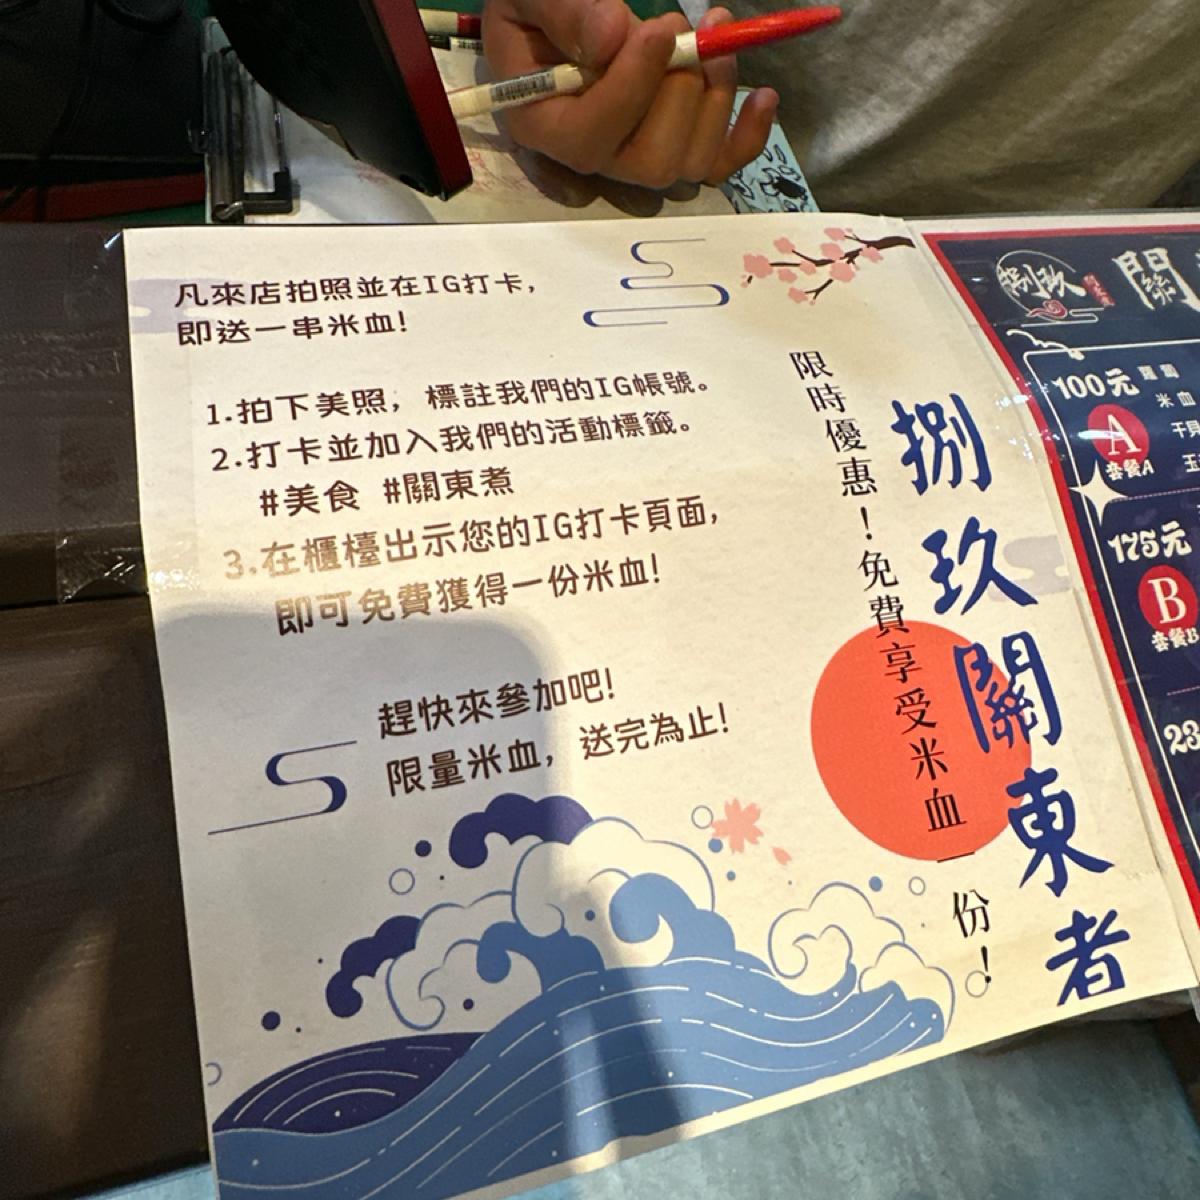 凡來店拍照並在IG打卡,
即送一串米血!
1.拍下美照,標註我們的IG帳號。
2.打卡並加入我們的活動標籤。
#美食 #關東煮
3.在櫃檯出示您的IG打卡頁面,
即可免費獲得一份米血!
趕快來參加吧!
限量米血,送完為止!
限時優惠!免費享受米血一份!
捌玖關東者
捌玖
關
100元
米血
A
套餐A
175元
B
套餐B